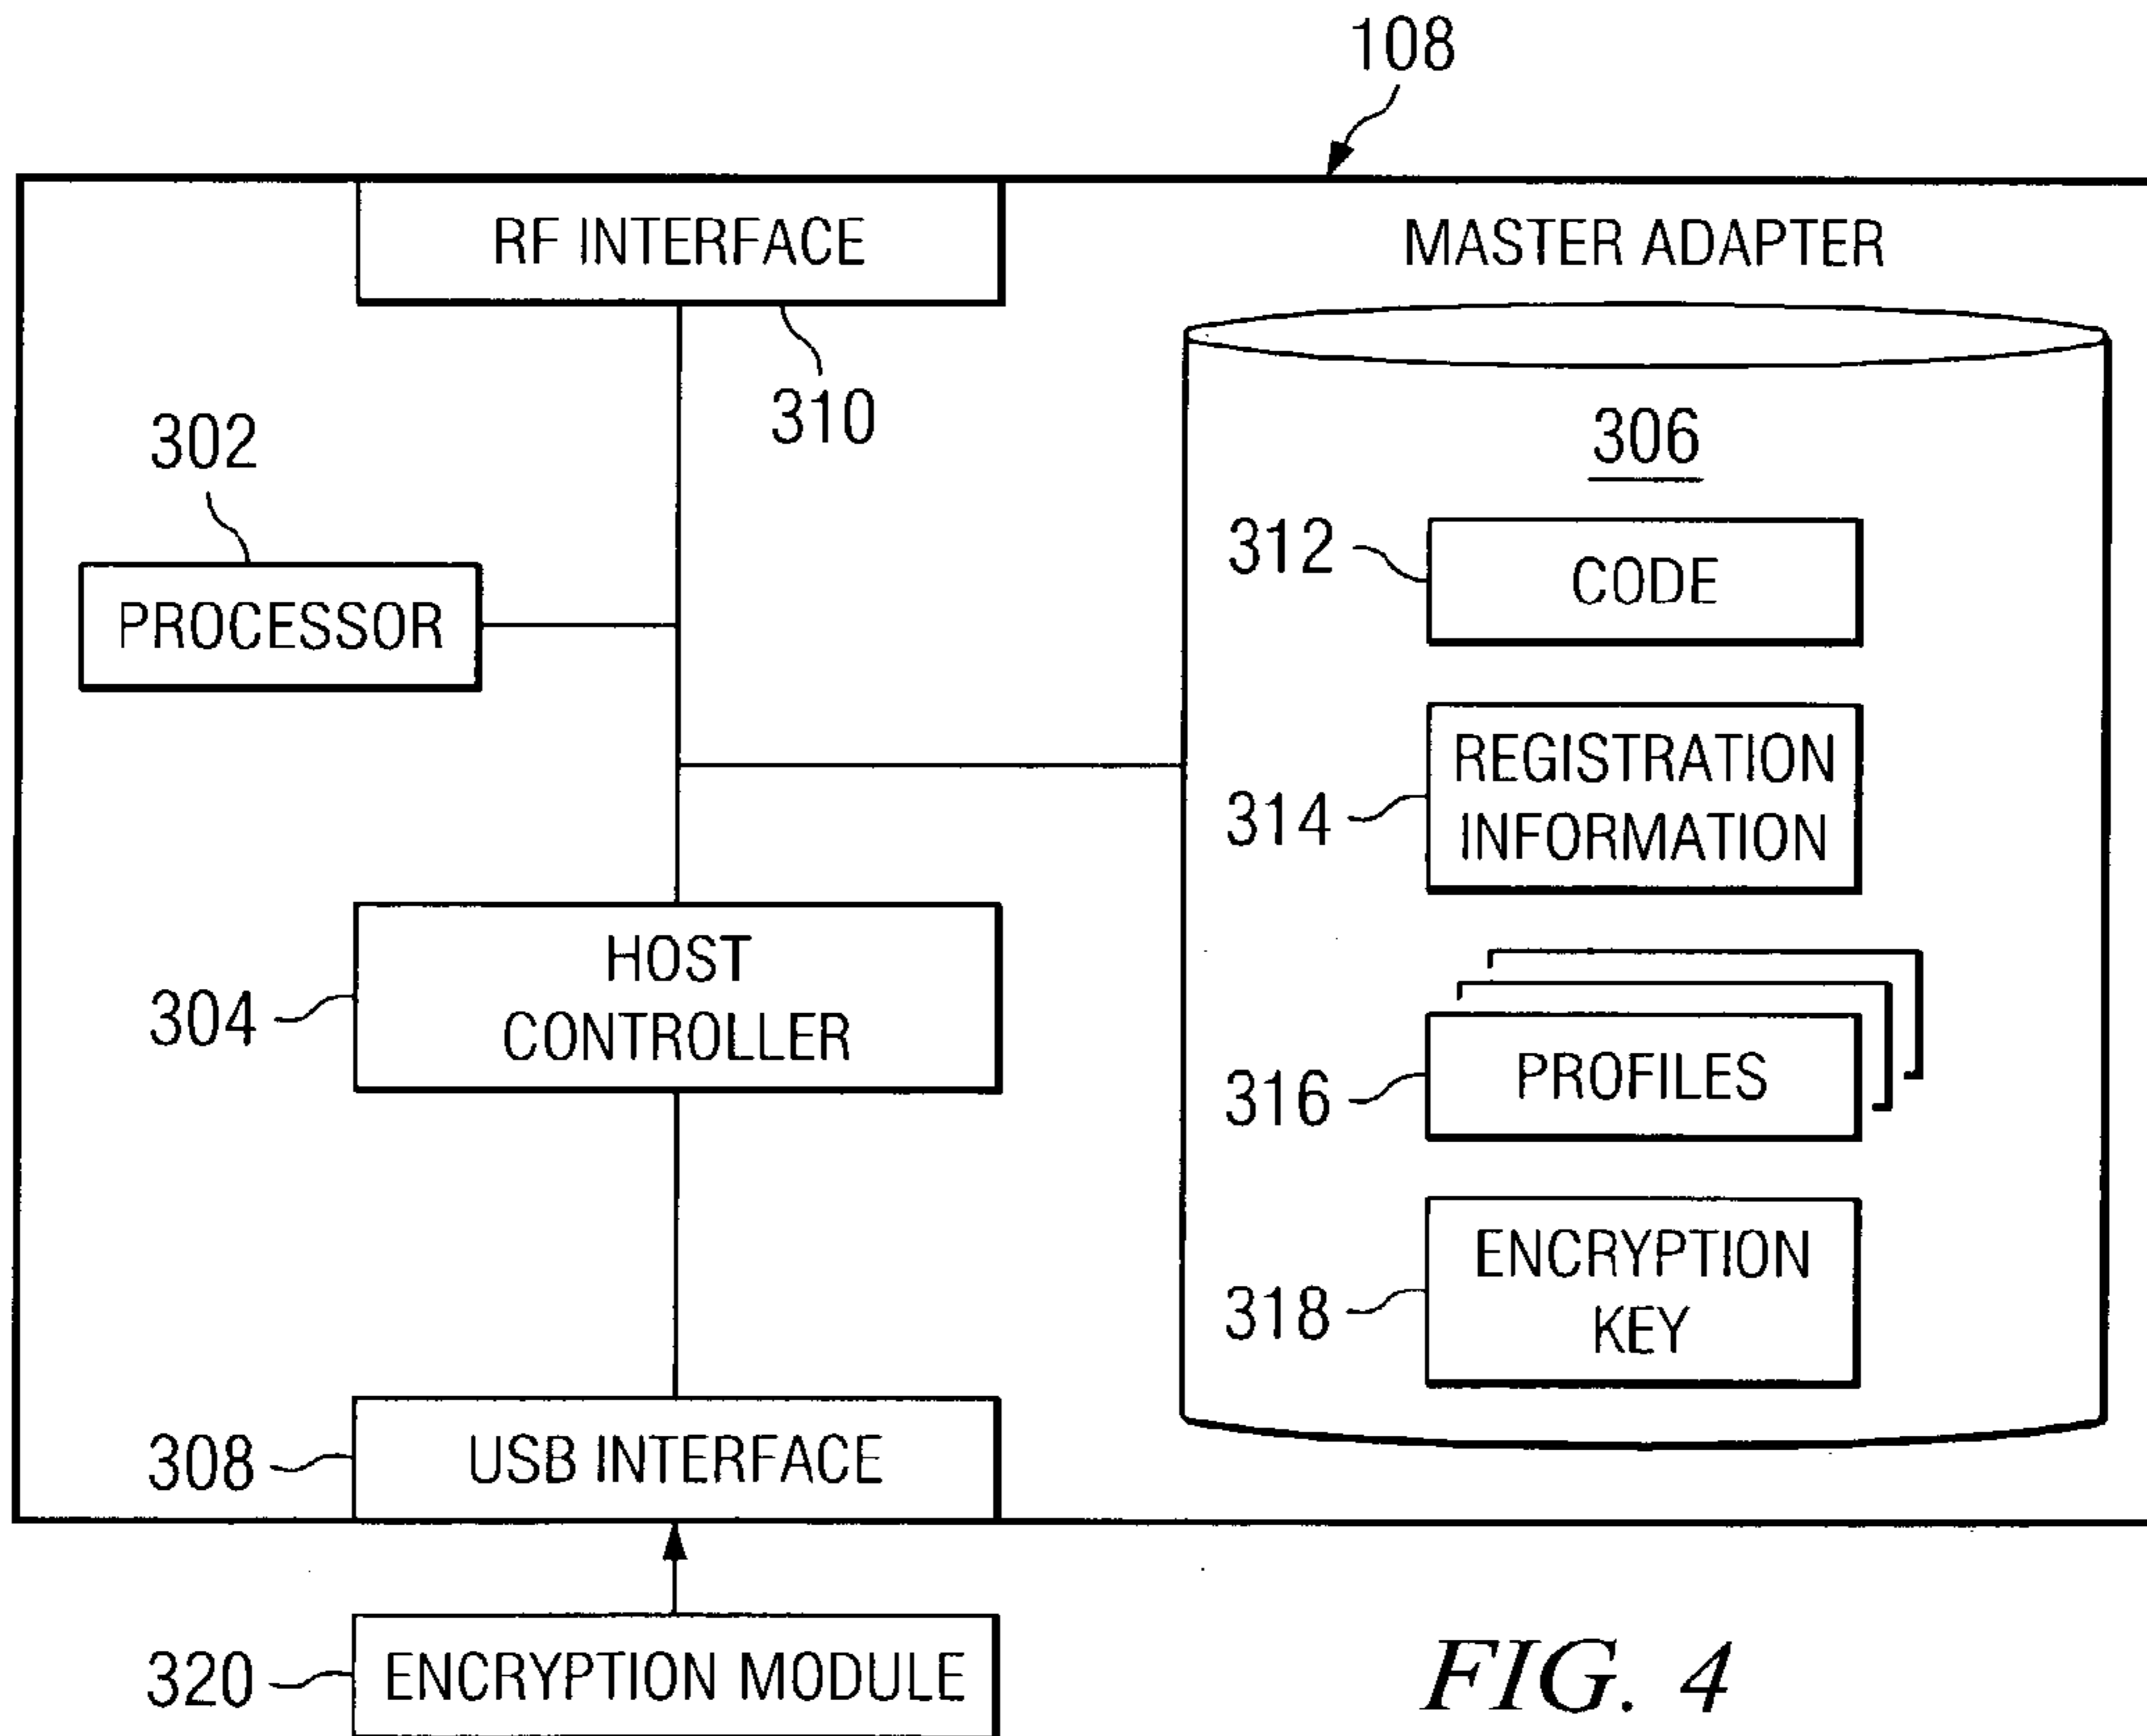 108
RF INTERFACE
MASTER ADAPTER
310
302
306
312
CODE
PROCESSOR
REGISTRATION
INFORMATION
314
HOST
CONTROLLER
304
PROFILES
316
ENCRYPTION
KEY
318
308
USB INTERFACE
320
ENCRYPTION MODULE
FIG. 4